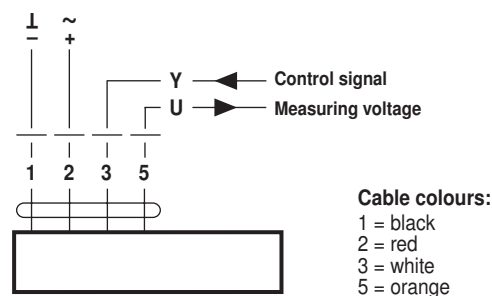 ⊥ ~
– +
Y Control signal
U Measuring voltage
1 2 3 5
Cable colours:
1 = black
2 = red
3 = white
5 = orange